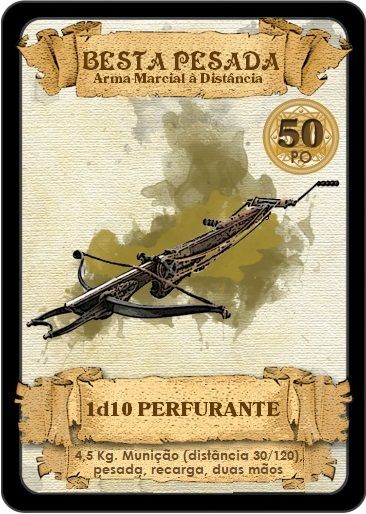 BESTA PESADA
Arma Marcial à Distância
50
PO
1d10 PERFURANTE
4,5 Kg. Munição (distância 30/120),
pesada, recarga, duas mãos